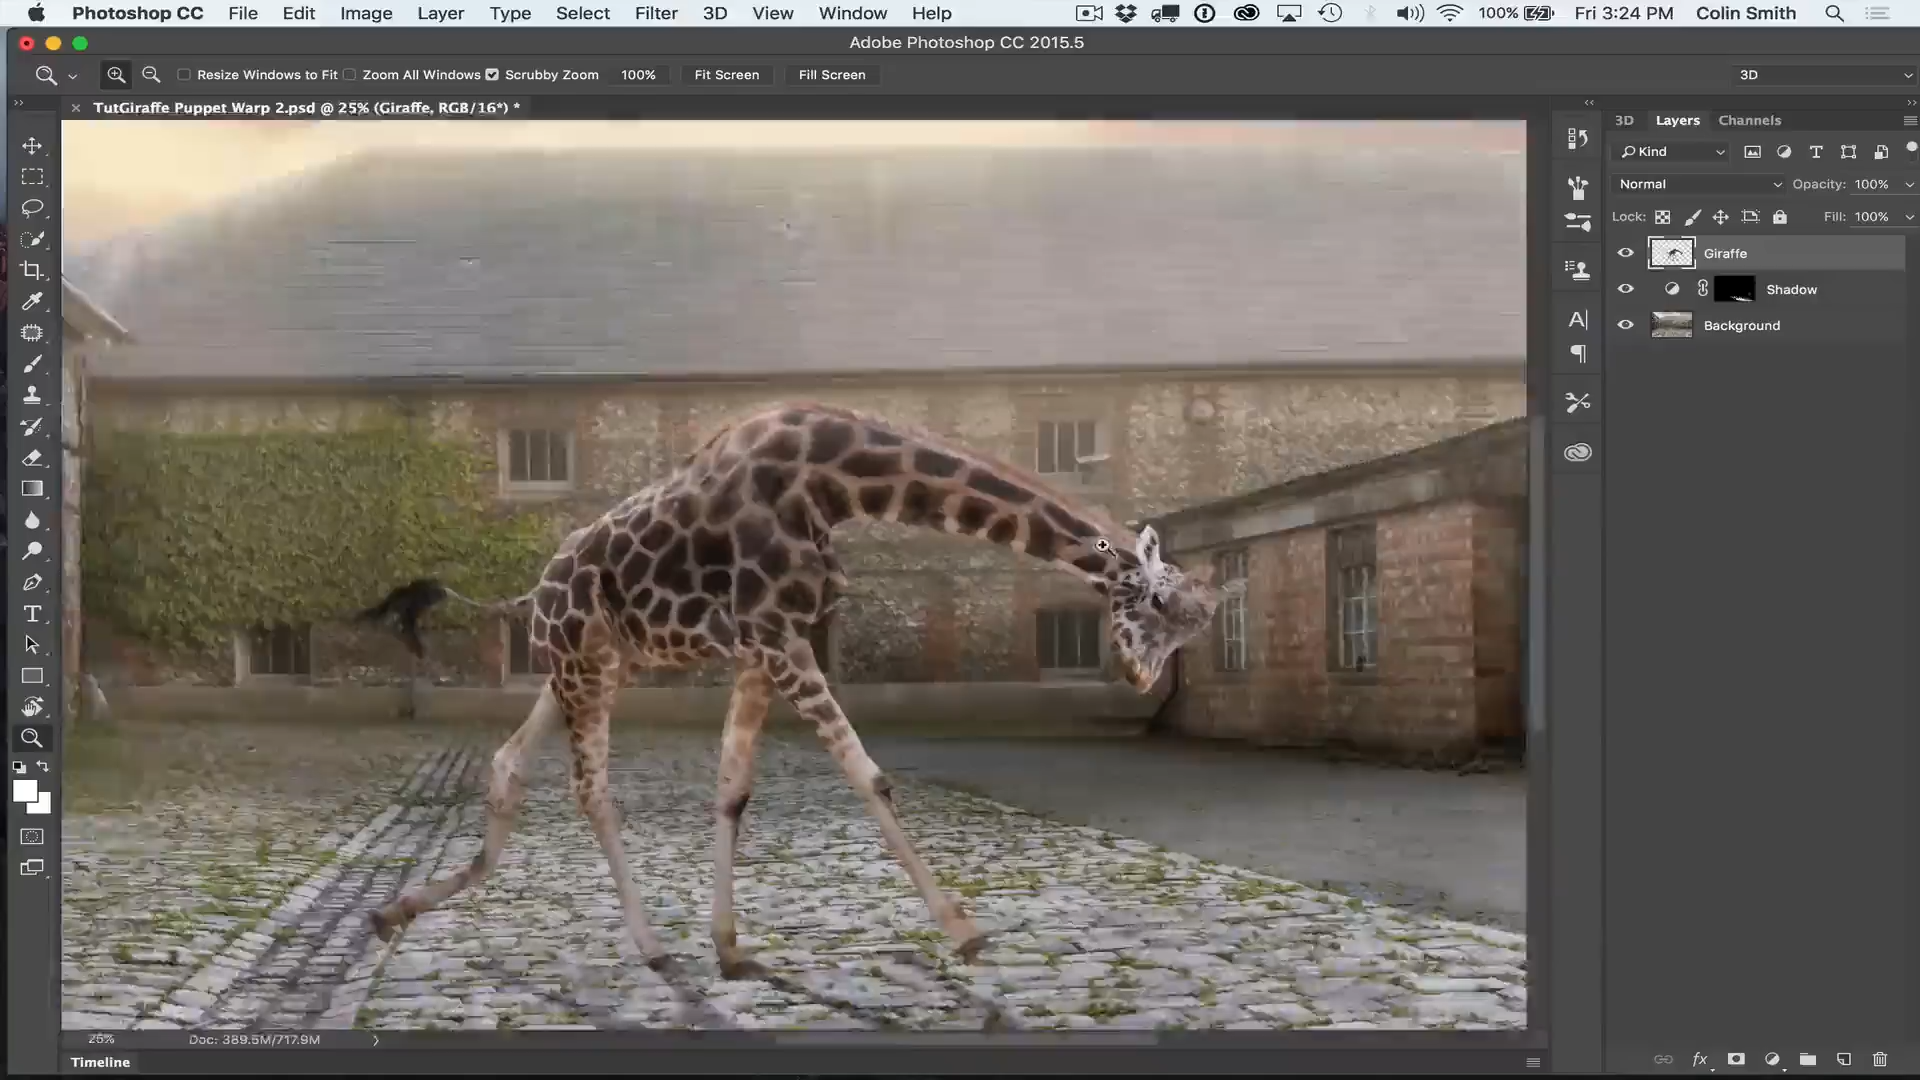 Photoshop CC File Edit Image Layer Type Select Filter 3D View Window Help 100% Fri 3:24 PM Colin Smith
Adobe Photoshop CC 2015.5
Resize Windows to Fit Zoom All Windows Scrubby Zoom 100% Fit Screen Fill Screen 3D
TutGiraffe Puppet Warp 2.psd @ 25% (Giraffe, RGB/16*) *
3D Layers Channels
Kind
Normal Opacity: 100%
Lock: Fill: 100%
Giraffe
Shadow
Background
25% Doc: 389.5M/717.9M
Timeline
fx